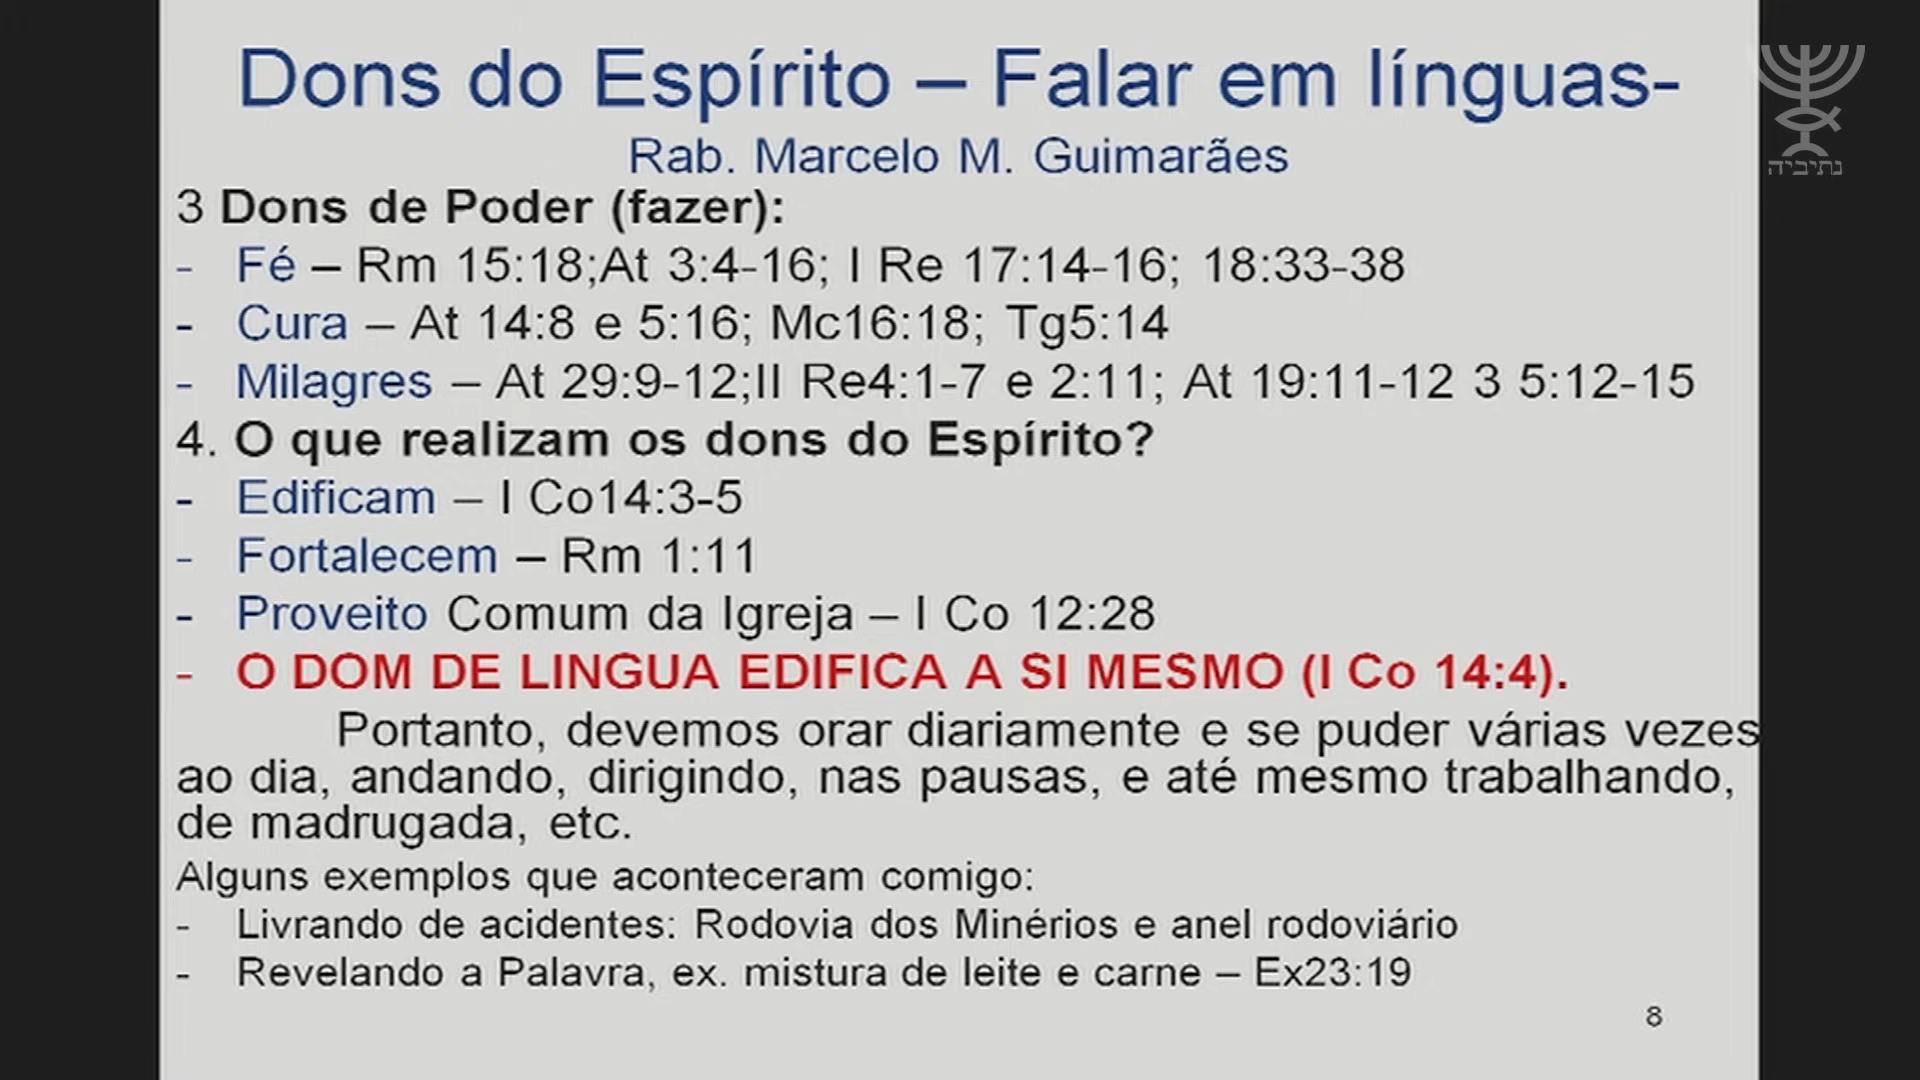 Dons do Espírito – Falar em línguas-
Rab. Marcelo M. Guimarães
נתיביה
3 Dons de Poder (fazer):
- Fé – Rm 15:18;At 3:4-16; I Re 17:14-16; 18:33-38
- Cura – At 14:8 e 5:16; Mc16:18; Tg5:14
- Milagres – At 29:9-12;II Re4:1-7 e 2:11; At 19:11-12 3 5:12-15
4. O que realizam os dons do Espírito?
- Edificam – I Co14:3-5
- Fortalecem – Rm 1:11
- Proveito Comum da Igreja – I Co 12:28
- O DOM DE LINGUA EDIFICA A SI MESMO (I Co 14:4).
Portanto, devemos orar diariamente e se puder várias vezes
ao dia, andando, dirigindo, nas pausas, e até mesmo trabalhando,
de madrugada, etc.
Alguns exemplos que aconteceram comigo:
- Livrando de acidentes: Rodovia dos Minérios e anel rodoviário
- Revelando a Palavra, ex. mistura de leite e carne – Ex23:19
8